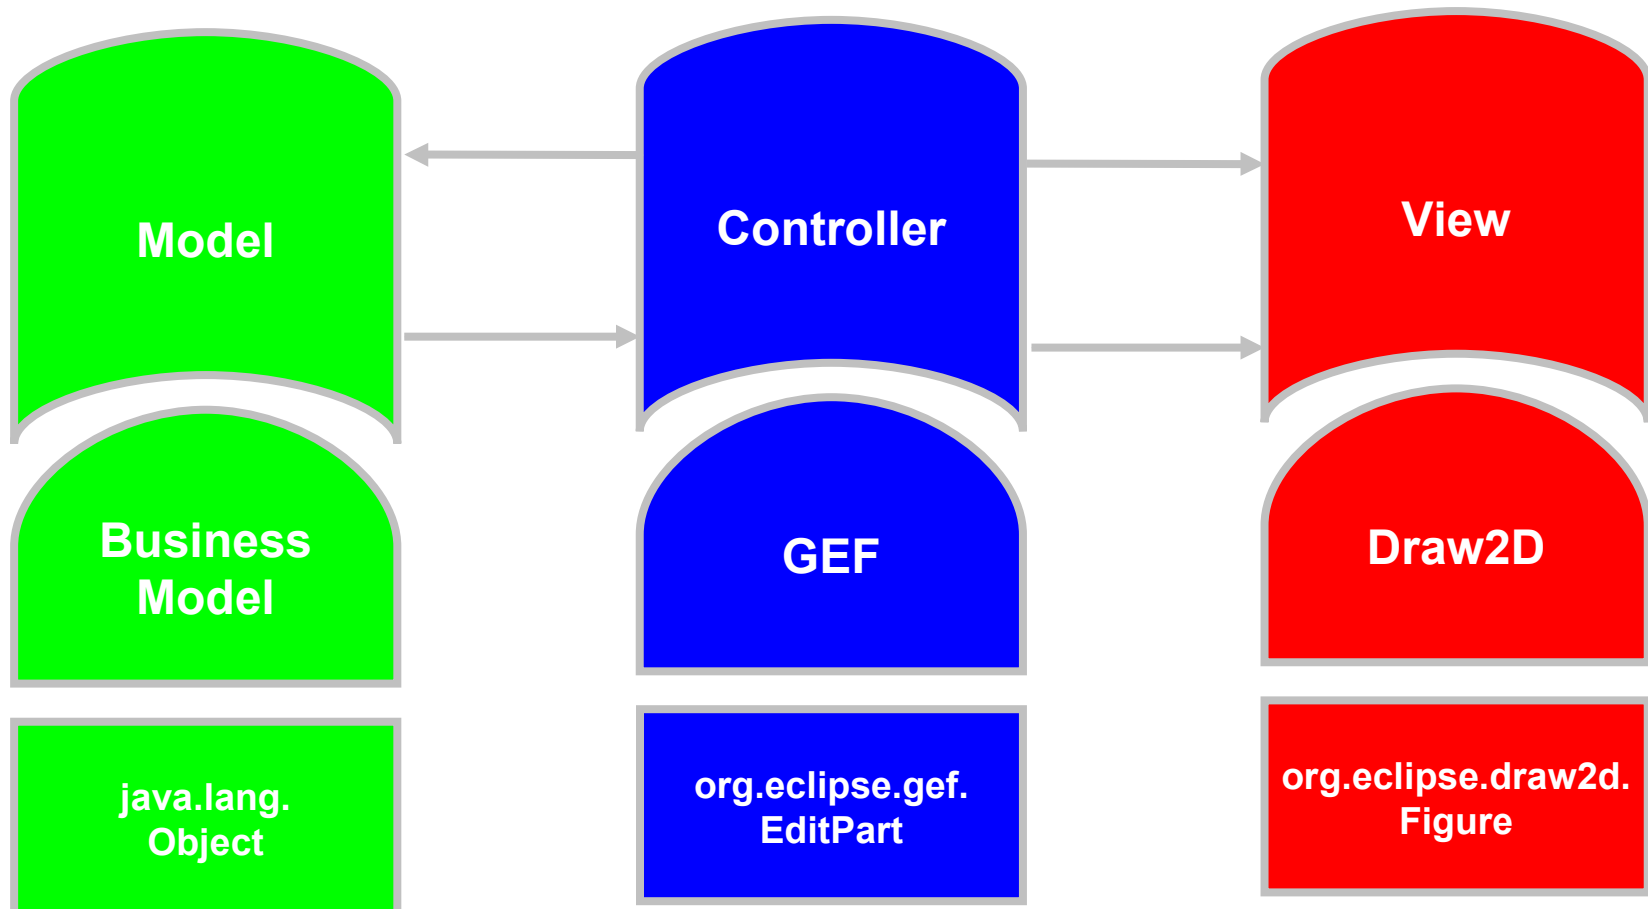 Model
Controller
View
Business
Model
GEF
Draw2D
java.lang.
Object
org.eclipse.gef.
EditPart
org.eclipse.draw2d.
Figure